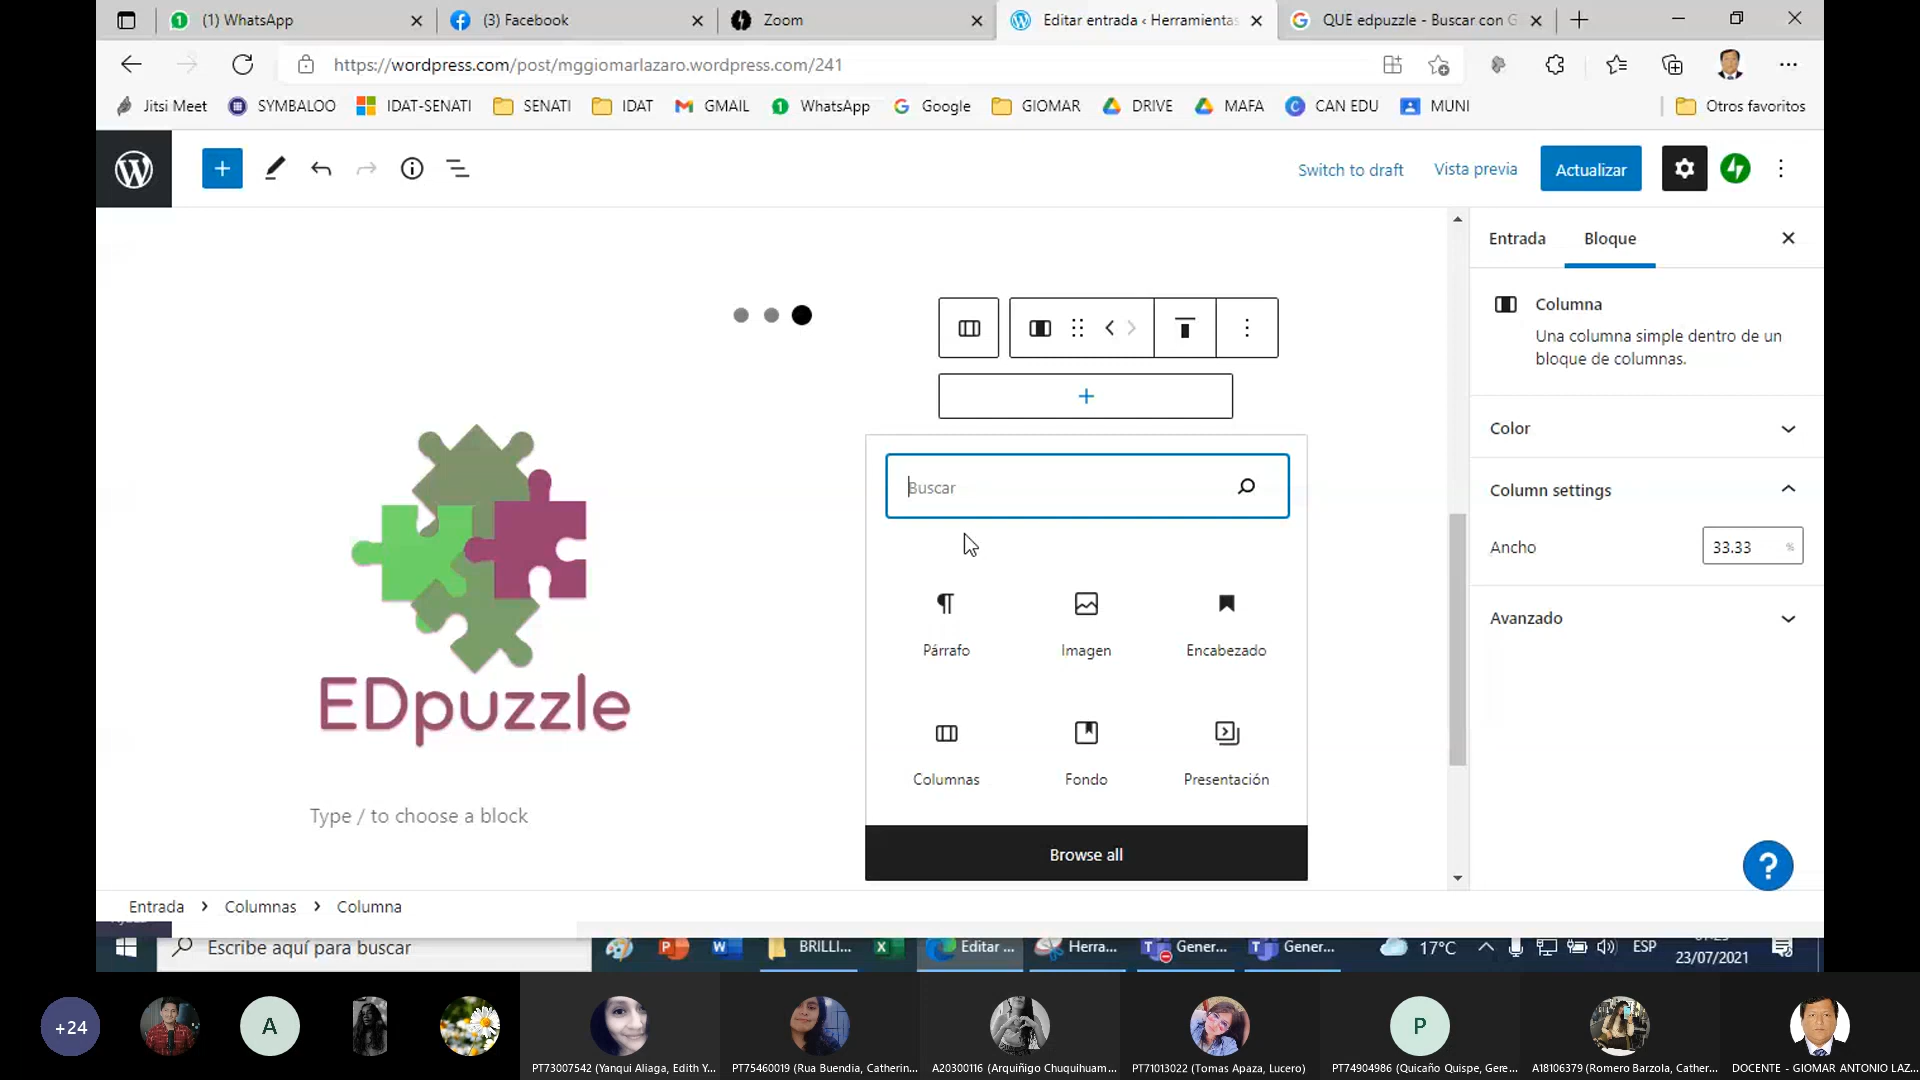 (1) WhatsApp
(3) Facebook
Zoom
Editar entrada ‹ Herramientas
QUE edpuzzle - Buscar con G
https://wordpress.com/post/mggiomarlazaro.wordpress.com/241
Jitsi Meet
SYMBALOO
IDAT-SENATI
SENATI
IDAT
GMAIL
WhatsApp
Google
GIOMAR
DRIVE
MAFA
CAN EDU
MUNI
Otros favoritos
Switch to draft
Vista previa
Actualizar
Entrada
Bloque
Columna
Una columna simple dentro de un
bloque de columnas.
Color
Column settings
Ancho
33.33 %
Avanzado
EDpuzzle
Type / to choose a block
Buscar
Párrafo
Imagen
Encabezado
Columnas
Fondo
Presentación
Browse all
Entrada > Columnas > Columna
Escribe aquí para buscar
BRILLI...
Editar ...
Herra...
Gener...
Gener...
17°C
ESP
23/07/2021
+24
A
P
PT73007542 (Yanqui Aliaga, Edith Y...
PT75460019 (Rua Buendia, Catherin...
A20300116 (Arquiñigo Chuquihuam...
PT71013022 (Tomas Apaza, Lucero)
PT74904986 (Quicaño Quispe, Gere...
A18106379 (Romero Barzola, Cather...
DOCENTE - GIOMAR ANTONIO LAZ...